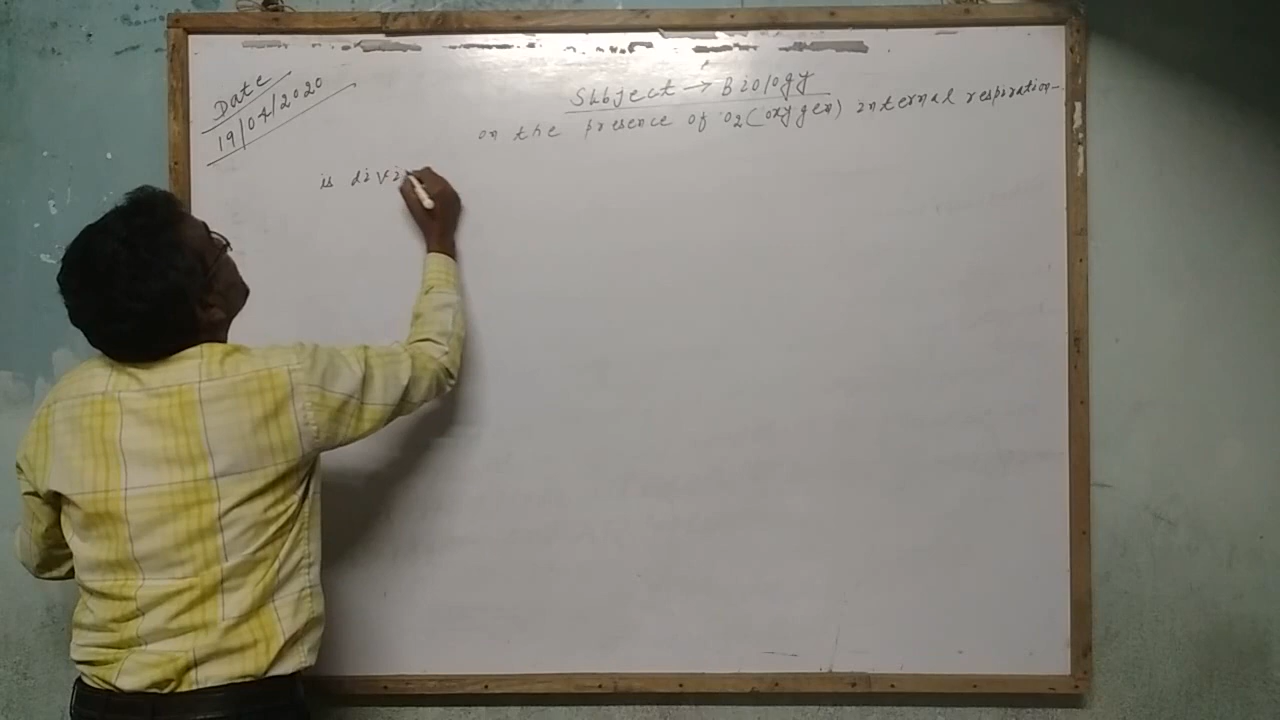 Date
19/04/2020
Subject → Biology
on the presence of O2 (oxygen) internal respiration-
is divi